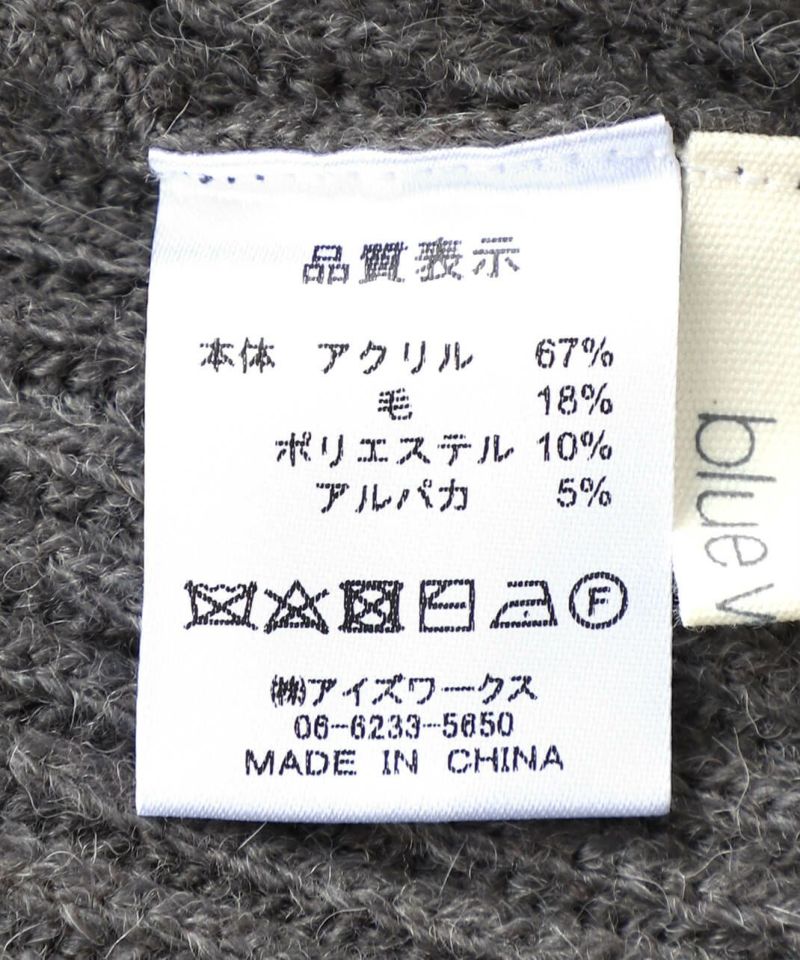 品質表示
本体 アクリル 67%
毛 18%
ポリエステル 10%
アルパカ 5%
F
㈱アイズワークス
06-6233-5650
MADE IN CHINA
blue